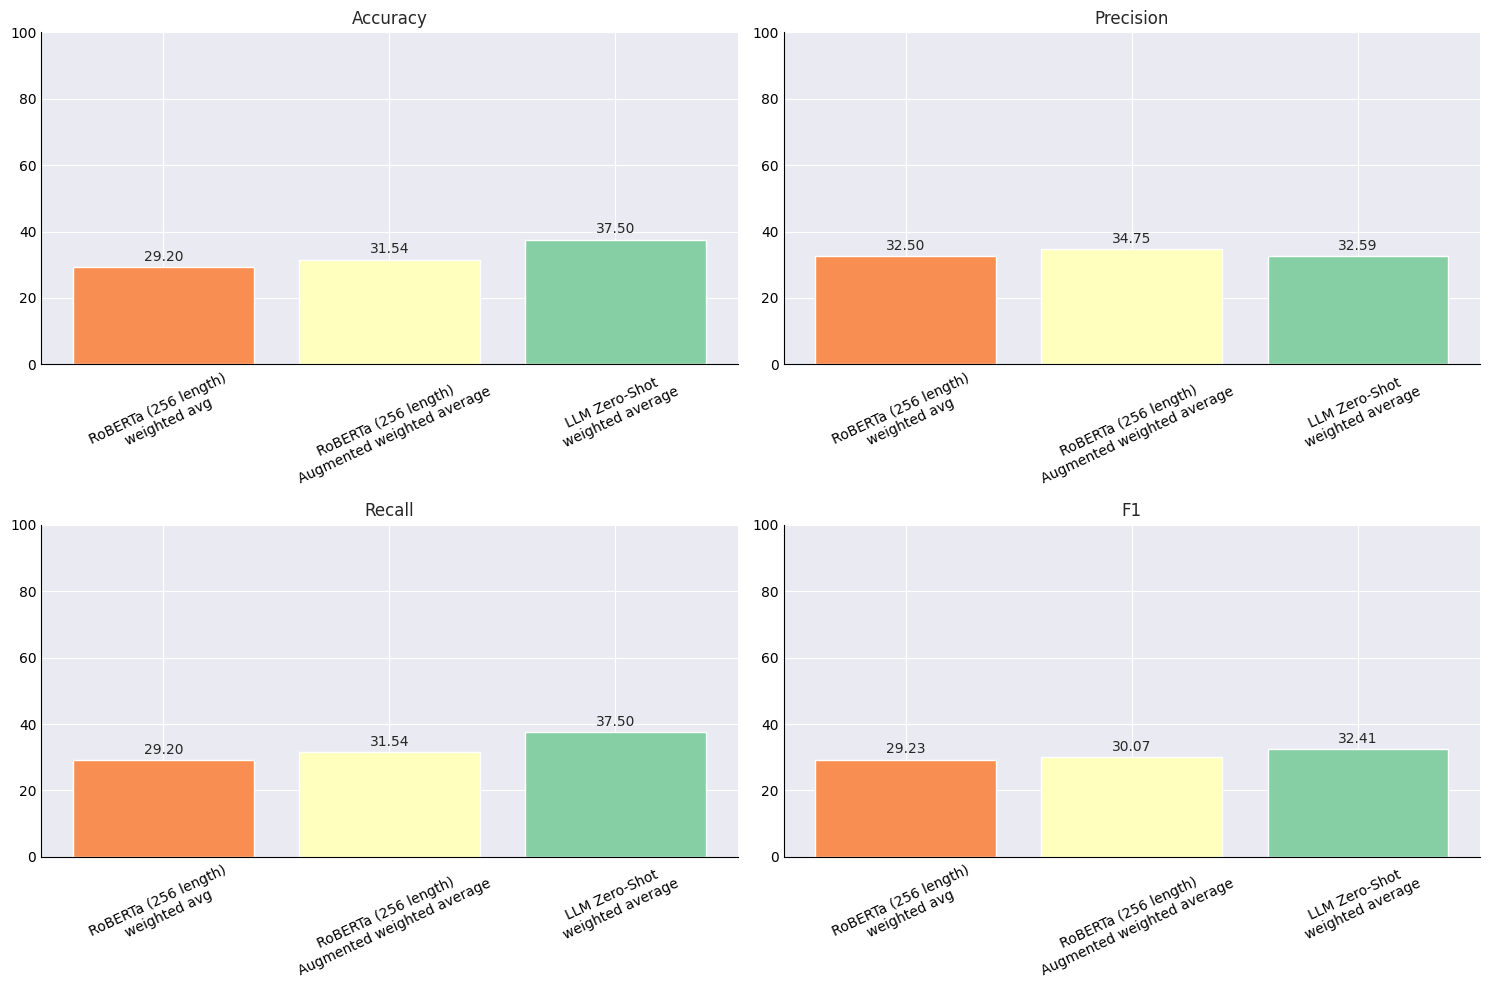 Accuracy
100
80
60
40
20
0
29.20
31.54
37.50
RoBERTa (256 length)
weighted avg
RoBERTa (256 length)
Augmented weighted average
LLM Zero-Shot
weighted average
Precision
100
80
60
40
20
0
32.50
34.75
32.59
RoBERTa (256 length)
weighted avg
RoBERTa (256 length)
Augmented weighted average
LLM Zero-Shot
weighted average
Recall
100
80
60
40
20
0
29.20
31.54
37.50
RoBERTa (256 length)
weighted avg
RoBERTa (256 length)
Augmented weighted average
LLM Zero-Shot
weighted average
F1
100
80
60
40
20
0
29.23
30.07
32.41
RoBERTa (256 length)
weighted avg
RoBERTa (256 length)
Augmented weighted average
LLM Zero-Shot
weighted average